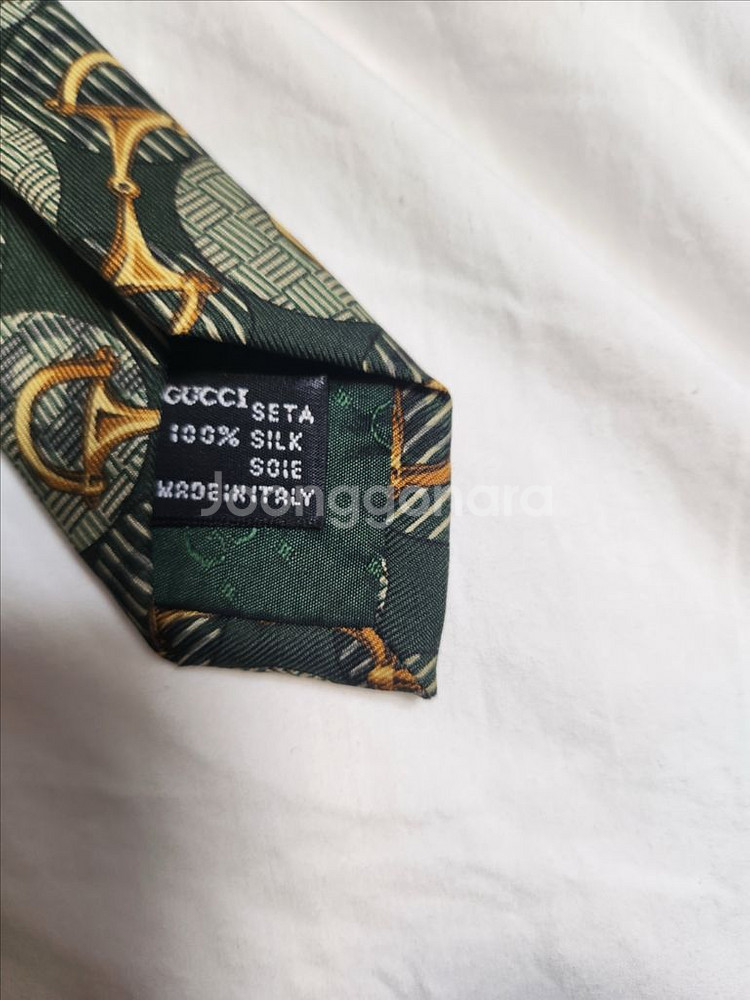 GUCCI SETA
100% SILK
SOIE
MADE IN ITALY
Joonggonara